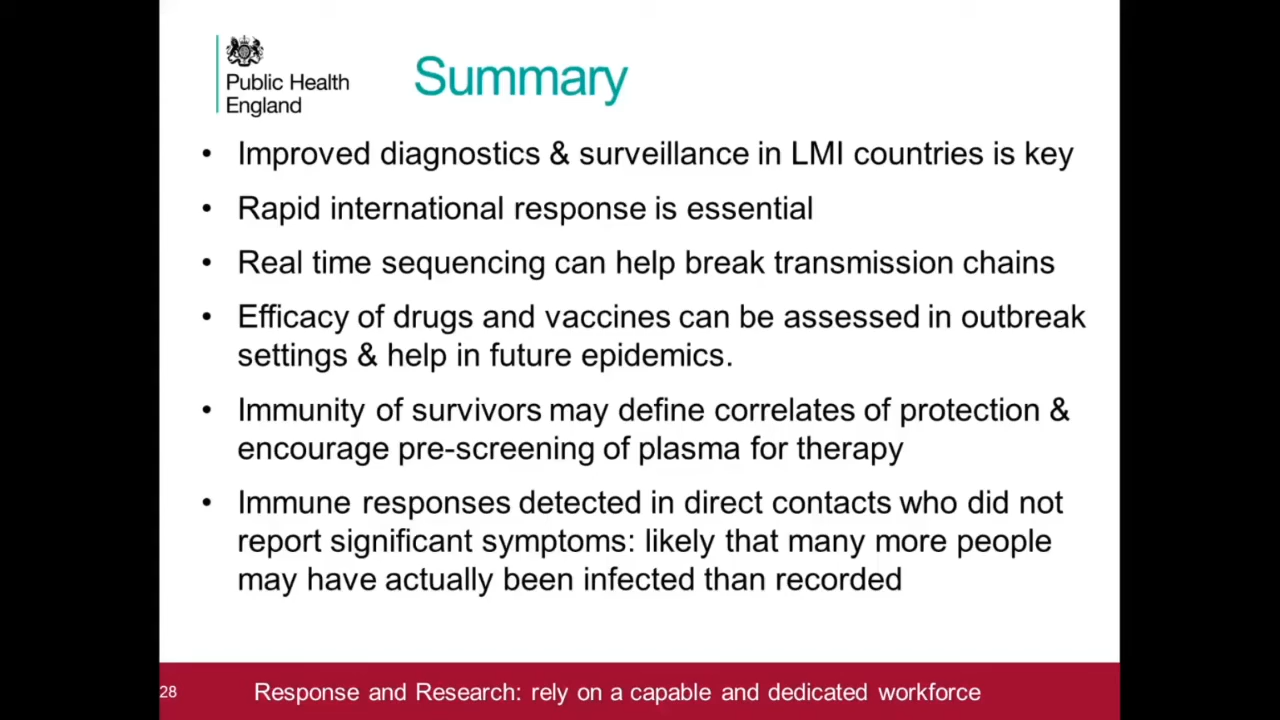 Public Health
England
Summary
• Improved diagnostics & surveillance in LMI countries is key
• Rapid international response is essential
• Real time sequencing can help break transmission chains
• Efficacy of drugs and vaccines can be assessed in outbreak
settings & help in future epidemics.
• Immunity of survivors may define correlates of protection &
encourage pre-screening of plasma for therapy
• Immune responses detected in direct contacts who did not
report significant symptoms: likely that many more people
may have actually been infected than recorded
28
Response and Research: rely on a capable and dedicated workforce